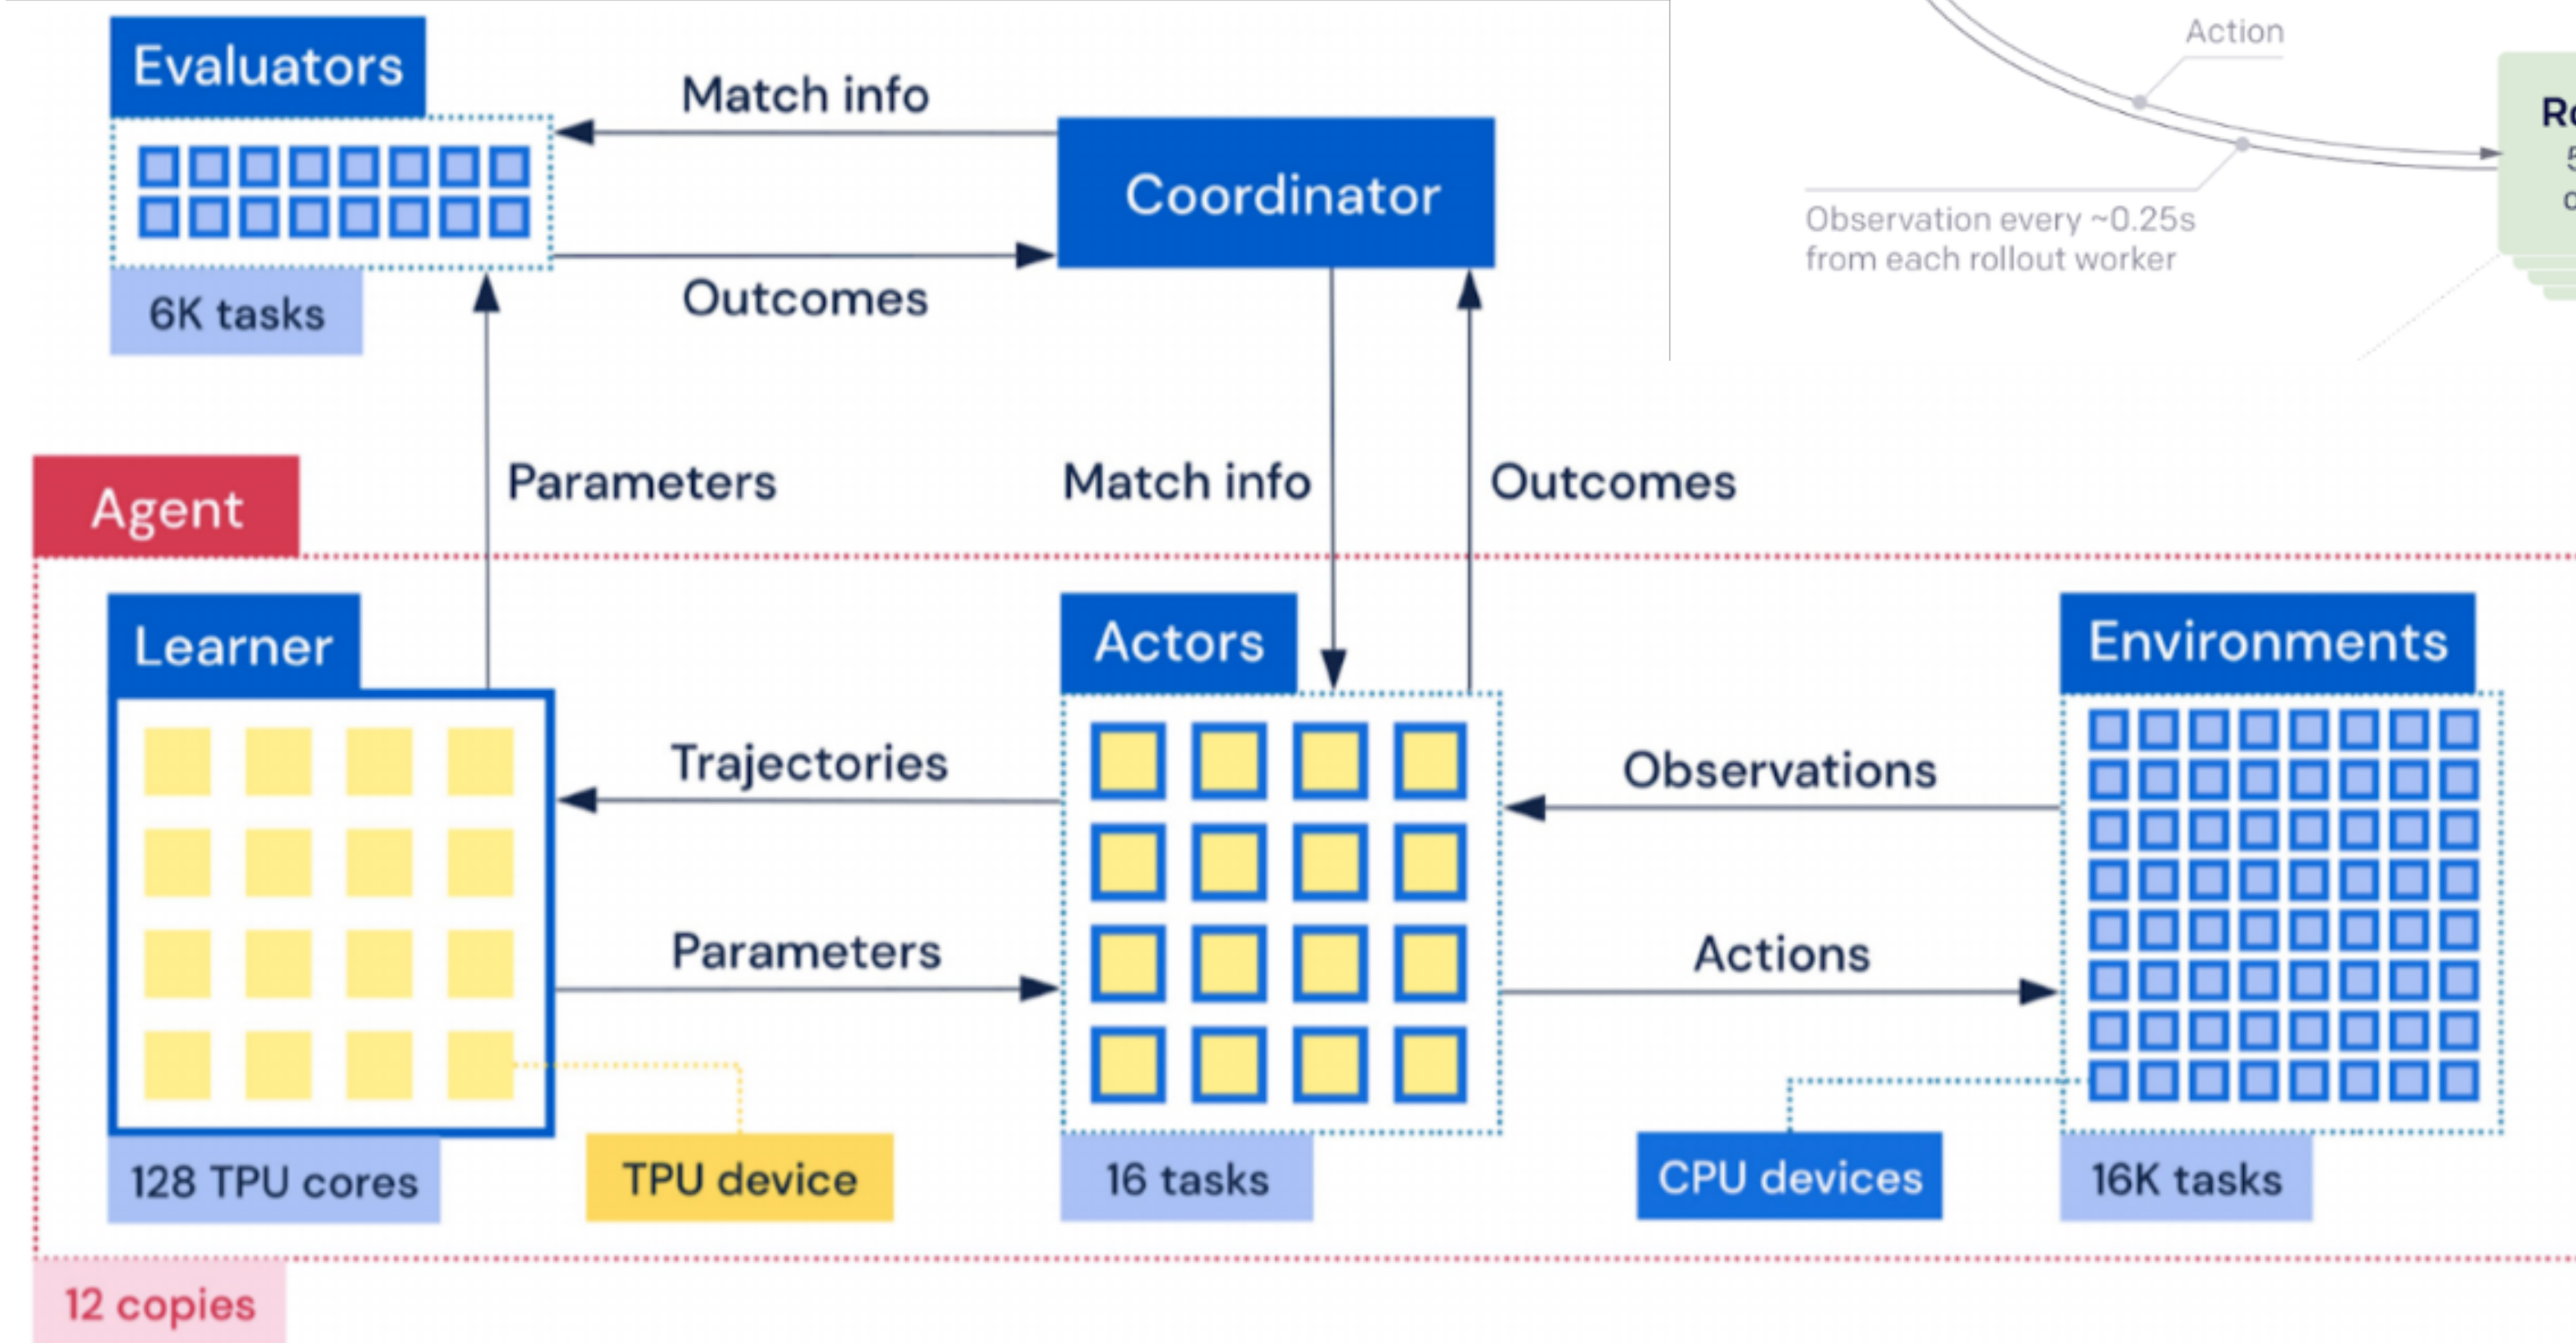 Evaluators
Match info
Coordinator
6K tasks
Outcomes
Action
Observation every ~0.25s
from each rollout worker
Agent
Parameters
Match info
Outcomes
Learner
Actors
Environments
Trajectories
Observations
Parameters
Actions
128 TPU cores
TPU device
16 tasks
CPU devices
16K tasks
12 copies